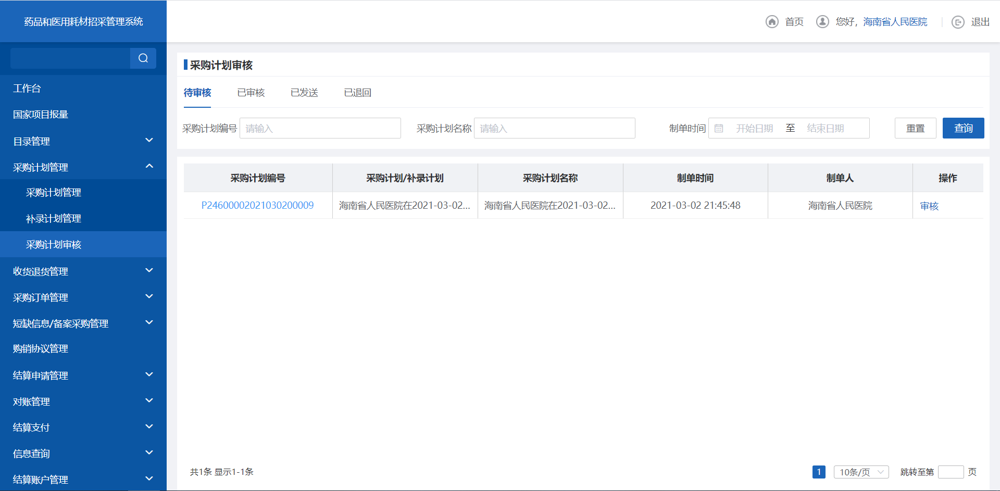 药品和医用耗材招采管理系统
首页 您好，海南省人民医院 退出
工作台
国家项目报量
目录管理
采购计划管理
采购计划管理
补录计划管理
采购计划审核
收货退货管理
采购订单管理
短缺信息/备案采购管理
购销协议管理
结算申请管理
对账管理
结算支付
信息查询
结算账户管理
采购计划审核
待审核 已审核 已发送 已退回
采购计划编号 请输入 采购计划名称 请输入 制单时间 开始日期 至 结束日期 重置 查询
采购计划编号 采购计划/补录计划 采购计划名称 制单时间 制单人 操作
P24600002021030200009 海南省人民医院在2021-03-02... 海南省人民医院在2021-03-02... 2021-03-02 21:45:48 海南省人民医院 审核
共1条 显示1-1条 1 10条/页 跳转至第 页